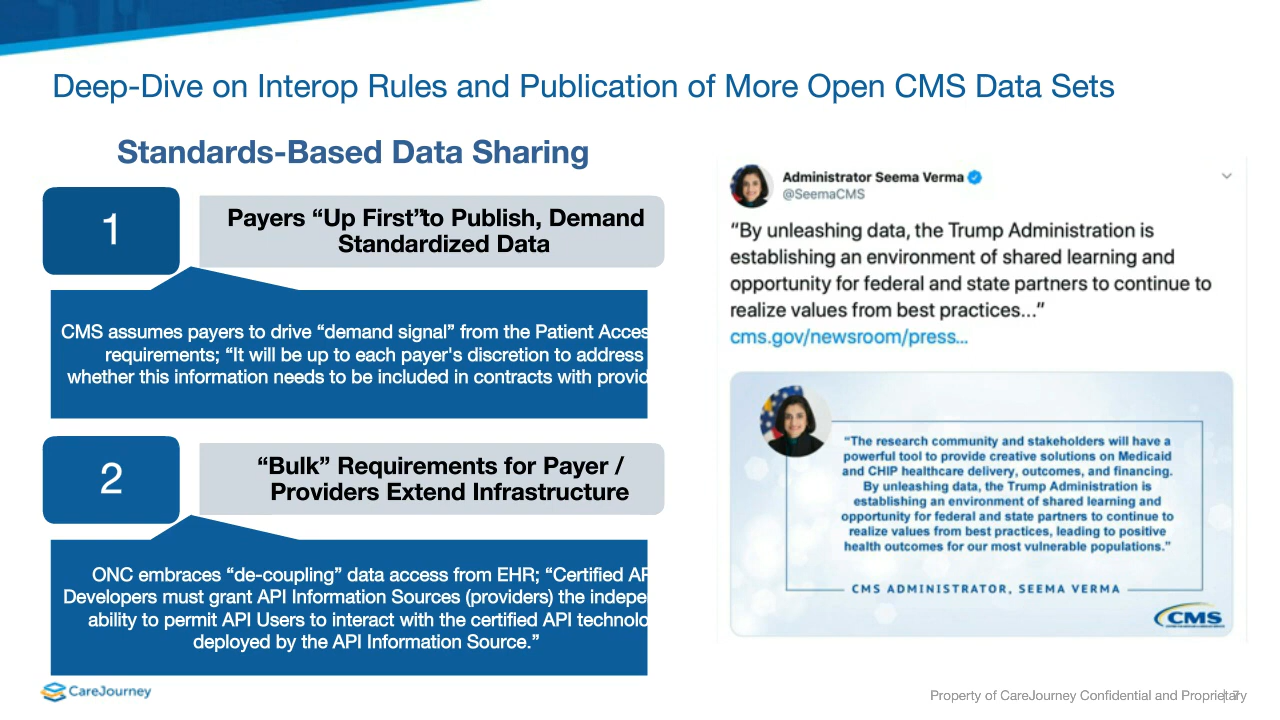 Deep-Dive on Interop Rules and Publication of More Open CMS Data Sets
Standards-Based Data Sharing
1
Payers “Up First”to Publish, Demand
Standardized Data
CMS assumes payers to drive “demand signal” from the Patient Acces
requirements; “It will be up to each payer's discretion to address
whether this information needs to be included in contracts with provid
2
“Bulk” Requirements for Payer /
Providers Extend Infrastructure
ONC embraces “de-coupling” data access from EHR; “Certified AP
Developers must grant API Information Sources (providers) the indepe
ability to permit API Users to interact with the certified API technolo
deployed by the API Information Source.”
Administrator Seema Verma
@SeemaCMS
“By unleashing data, the Trump Administration is
establishing an environment of shared learning and
opportunity for federal and state partners to continue to
realize values from best practices...”
cms.gov/newsroom/press...
“The research community and stakeholders will have a
powerful tool to provide creative solutions on Medicaid
and CHIP healthcare delivery, outcomes, and financing.
By unleashing data, the Trump Administration is
establishing an environment of shared learning and
opportunity for federal and state partners to continue to
realize values from best practices, leading to positive
health outcomes for our most vulnerable populations.”
CMS ADMINISTRATOR, SEEMA VERMA
CMS
CareJourney
Property of CareJourney Confidential and Proprietary
| 7